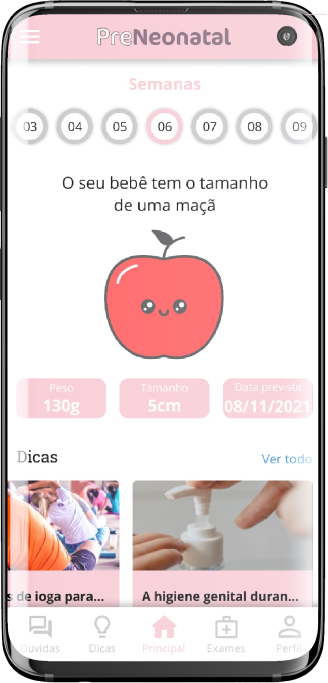 PreNeonatal
Semanas
03 04 05 06 07 08 09
O seu bebê tem o tamanho
de uma maçã
Peso Tamanho Data prevista
130g 5cm 08/11/2021
Dicas Ver todo
s de ioga para... A higiene genital duran...
Duvidas Dicas Principal Exames Perfil